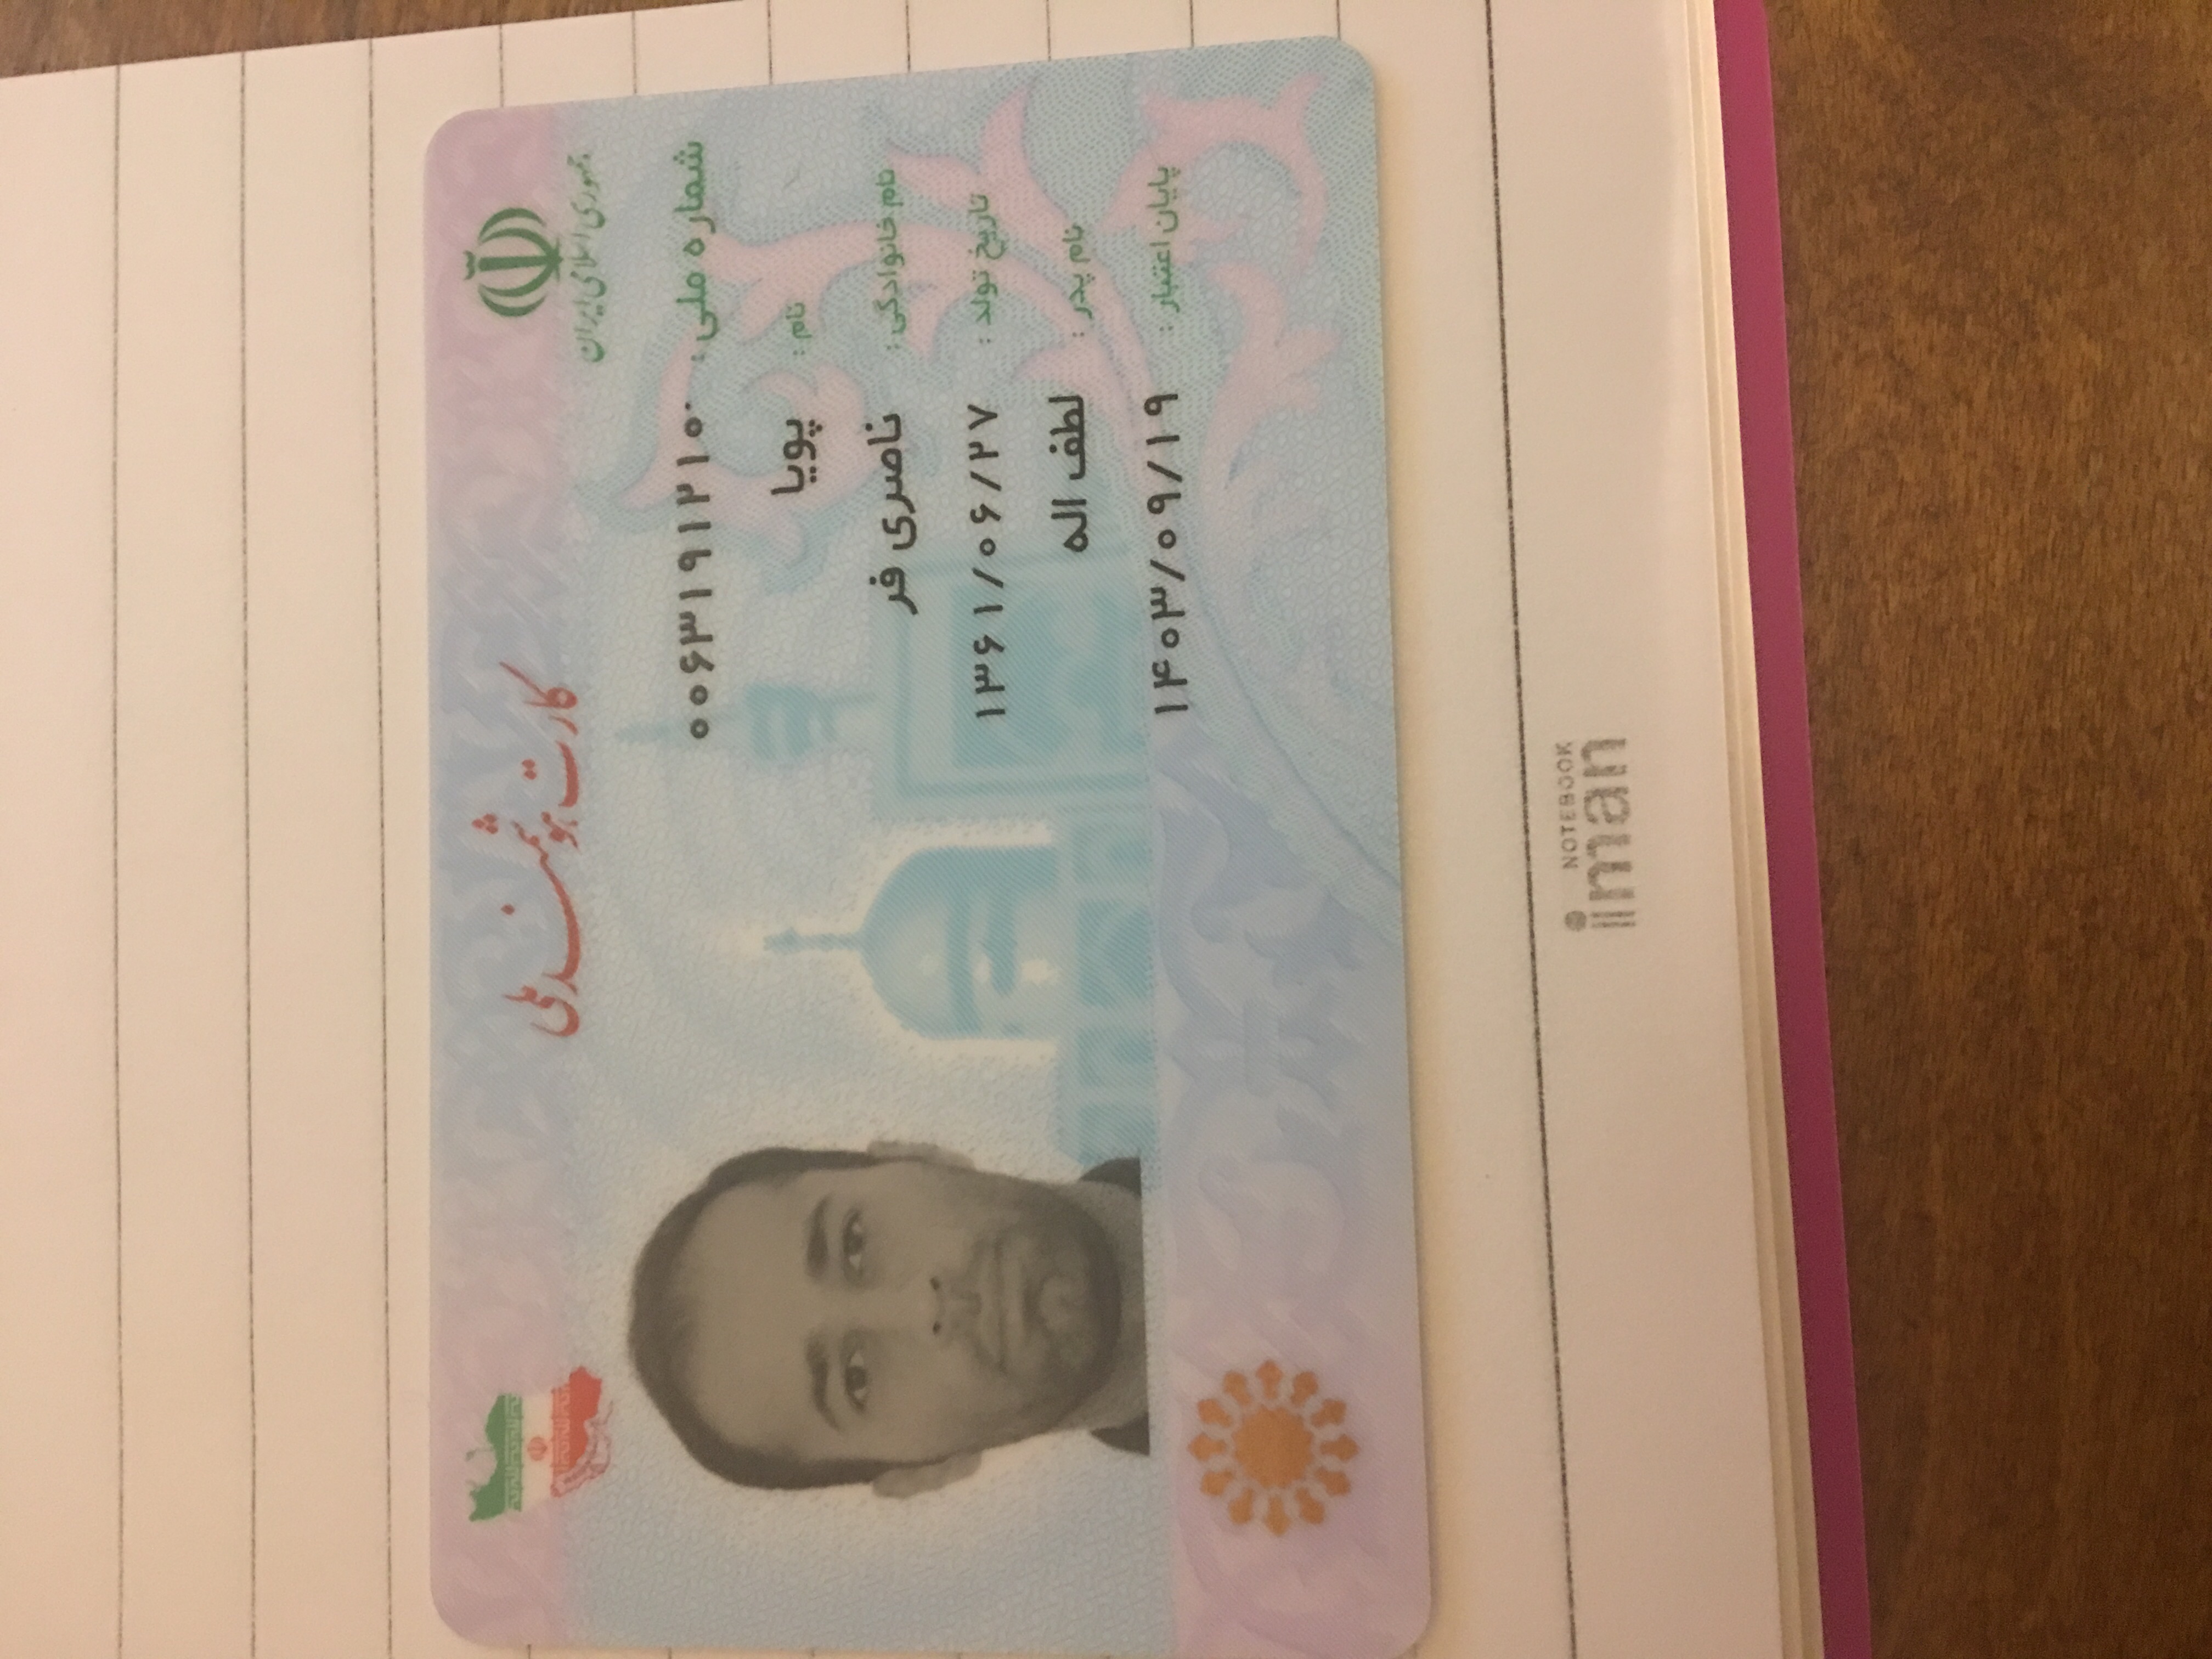 کارت هوشمند ملی
جمهوری اسلامی ایران
شماره ملی : ۰۰۶۳۱۹۱۲۱۰۰
نام : پویا
نام خانوادگی : ناصری فر
تاریخ تولد : ۱۳۶۱/۰۶/۲۷
نام پدر : لطف اله
پایان اعتبار : ۱۴۰۳/۰۹/۱۹
NOTEBOOK
iman